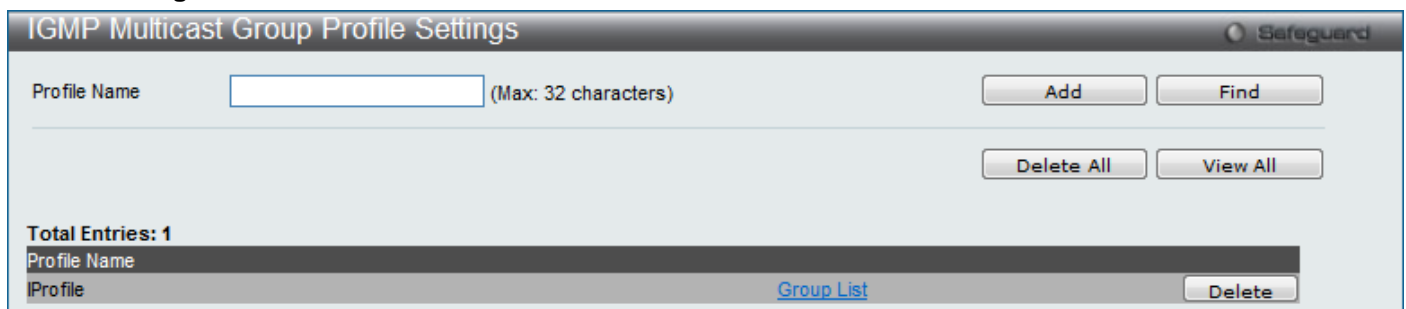 IGMP Multicast Group Profile Settings
Safeguard
Profile Name (Max: 32 characters) Add Find
Delete All View All
Total Entries: 1
Profile Name
IProfile Group List Delete